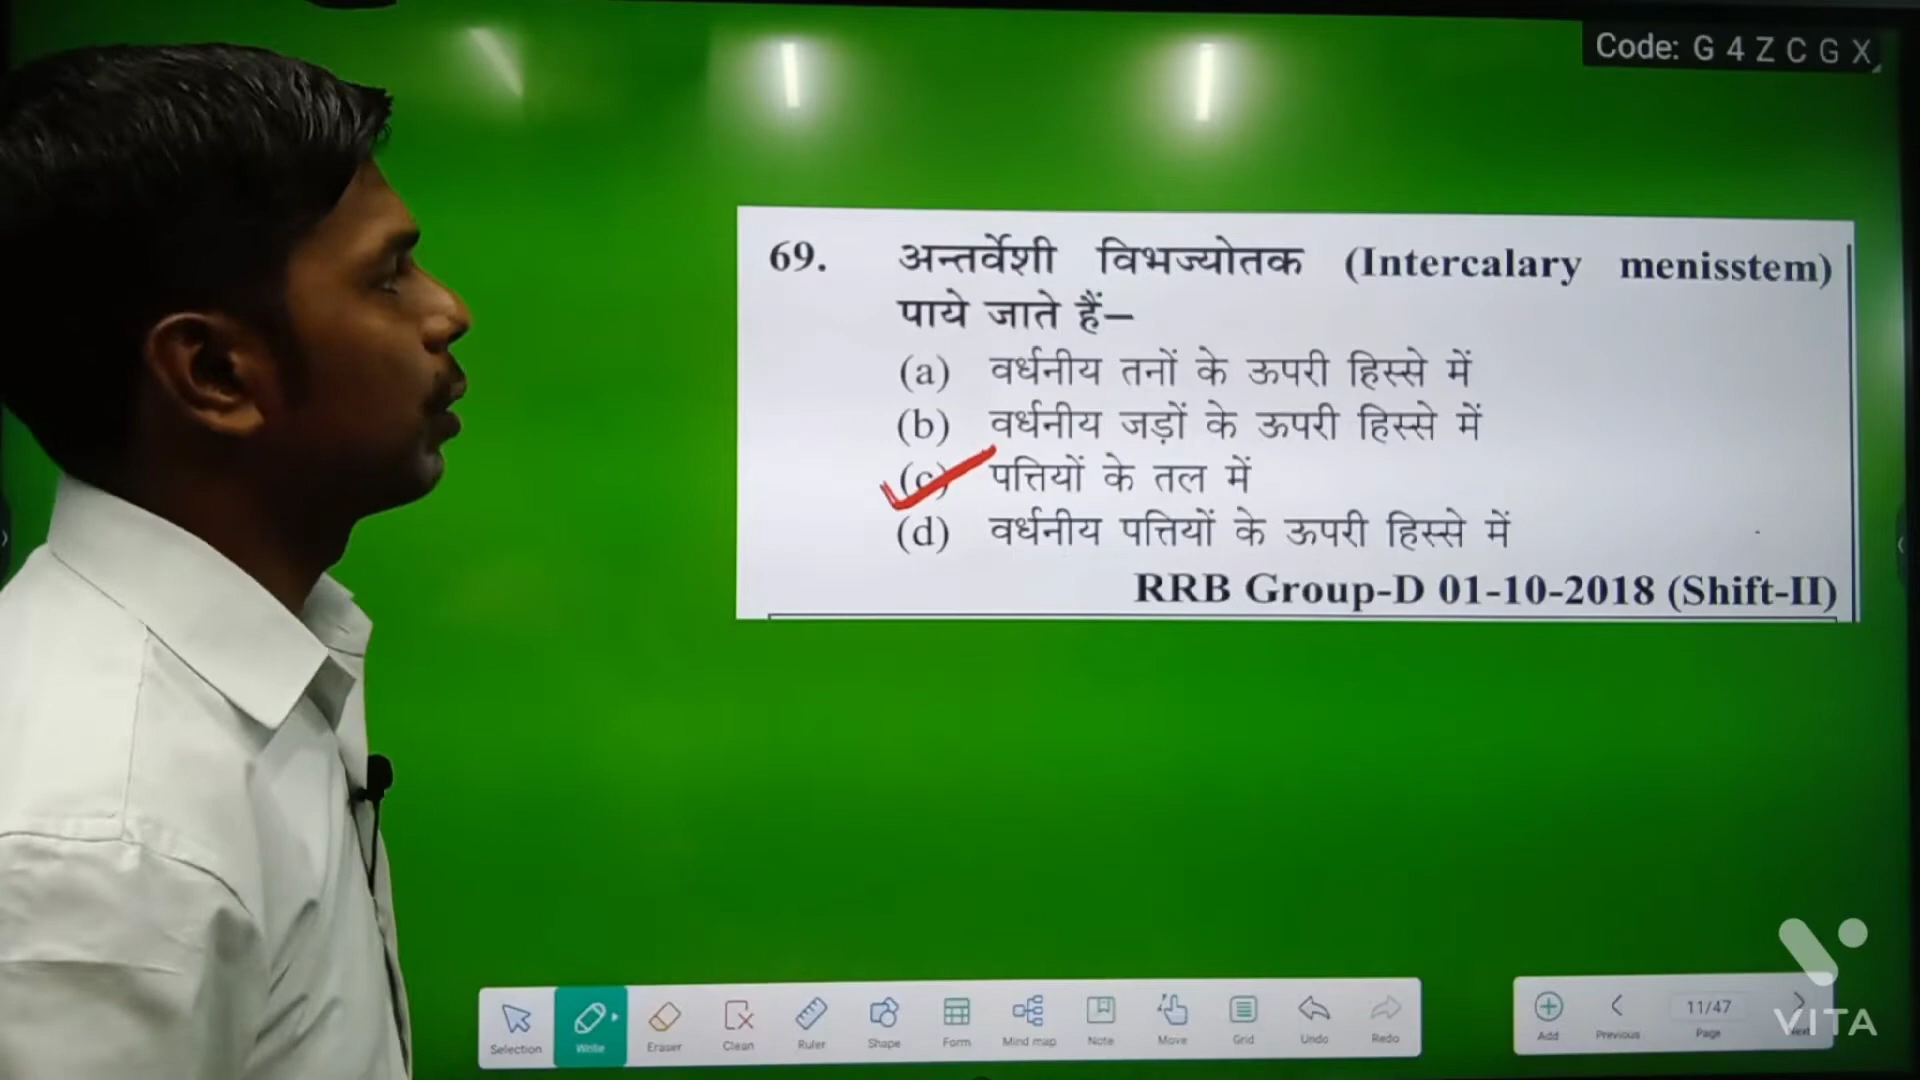 Code: G 4 Z C G X
69. अन्तर्वेशी विभज्योतक (Intercalary menisstem)
पाये जाते हैं–
(a) वर्धनीय तनों के ऊपरी हिस्से में
(b) वर्धनीय जड़ों के ऊपरी हिस्से में
(c) पत्तियों के तल में
(d) वर्धनीय पत्तियों के ऊपरी हिस्से में
RRB Group-D 01-10-2018 (Shift-II)
Selection Write Eraser Clean Ruler Shape Form Mind map Note Move Grid Undo Redo
11/47
Add Previous Page Next
VITA